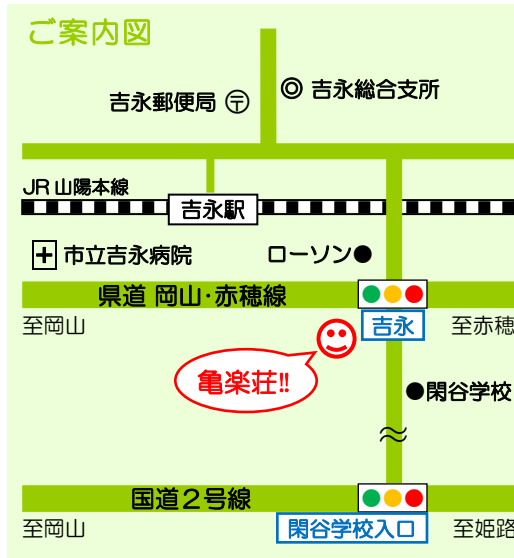 ご案内図
吉永郵便局 〒
◎ 吉永総合支所
JR 山陽本線
吉永駅
市立吉永病院
ローソン●
県道 岡山・赤穂線
至岡山
吉永
至赤穂
亀楽荘!!
●閑谷学校
国道2号線
至岡山
閑谷学校入口
至姫路